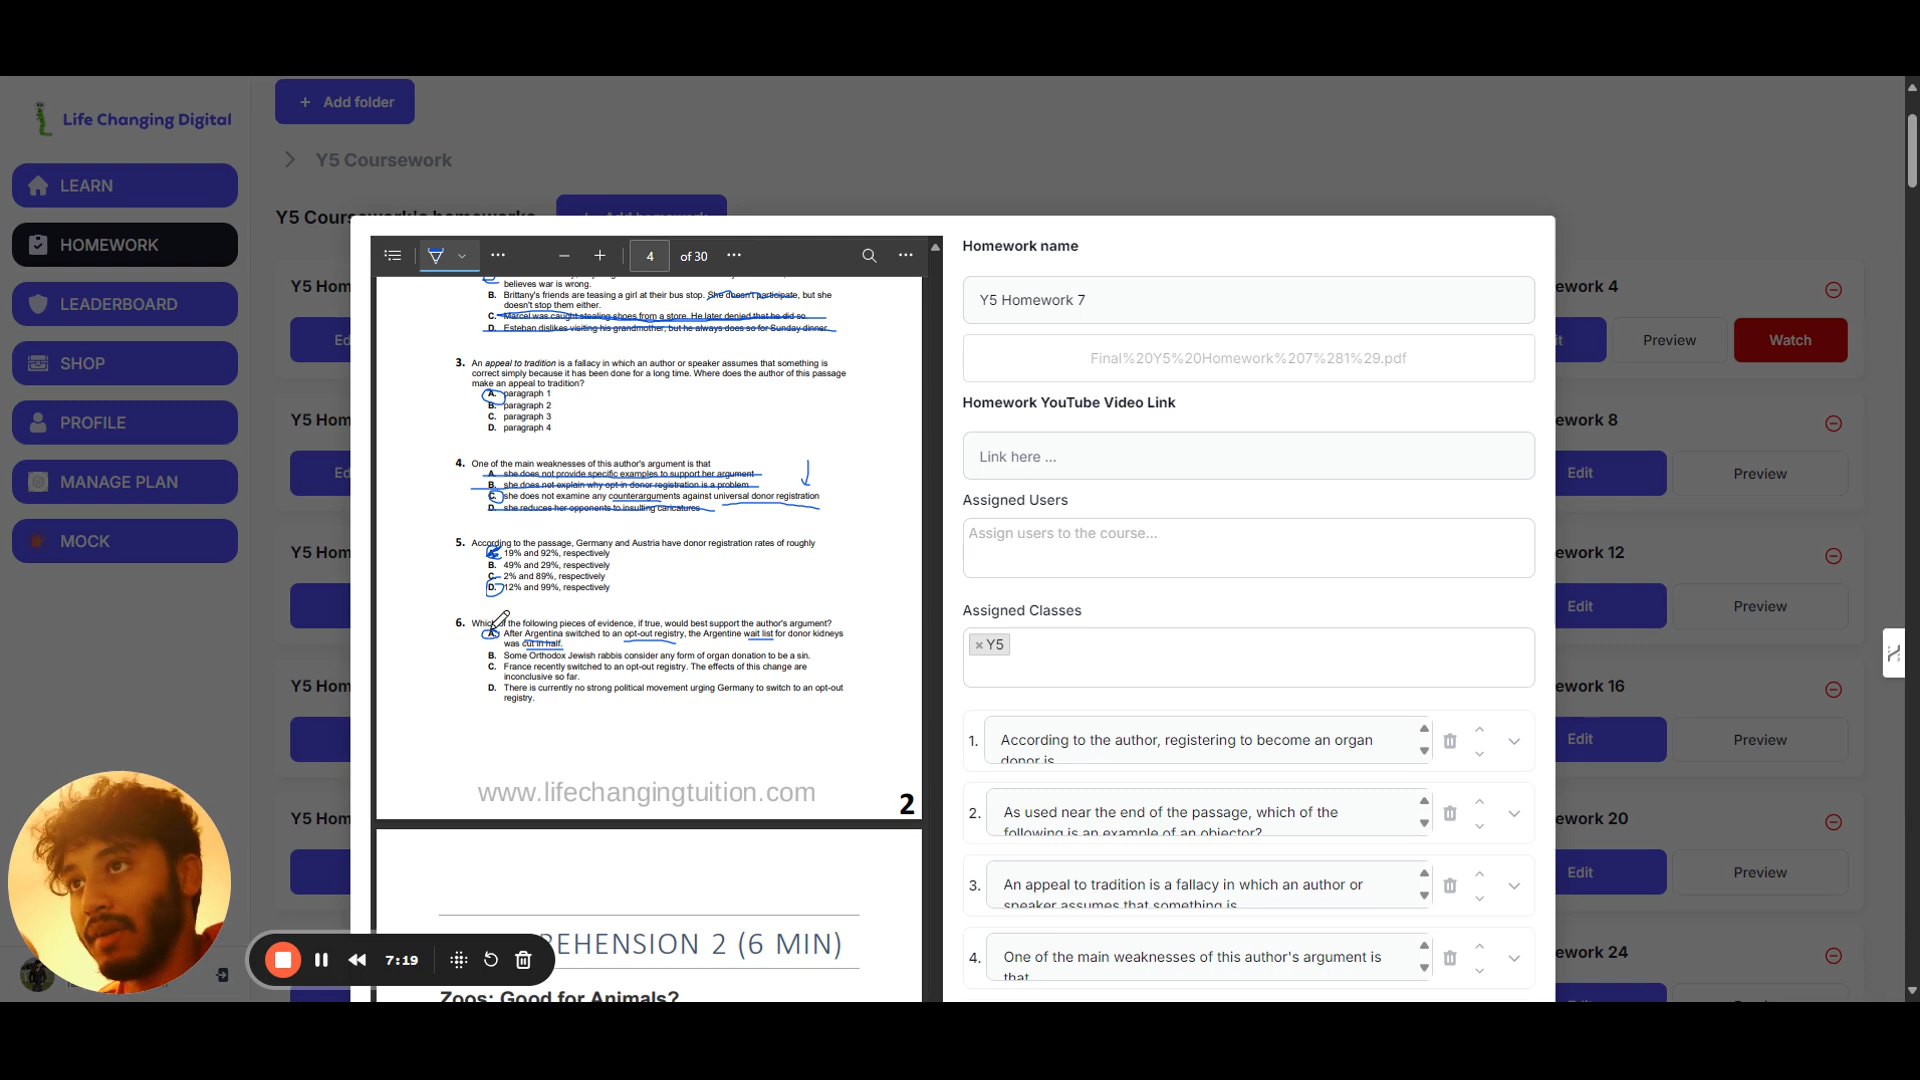 Life Changing Digital
LEARN
HOMEWORK
LEADERBOARD
SHOP
PROFILE
MANAGE PLAN
MOCK
Add folder
Y5 Coursework
Y5 Coursework's homeworks
Add homework
Y5 Hom
Y5 Hom
Y5 Hom
Y5 Hom
Y5 Hom
4 of 30
believes war is wrong.
B. Brittany's friends are teasing a girl at their bus stop. She doesn't participate, but she
doesn't stop them either.
C. Marcel was caught stealing shoes from a store. He later denied that he did so.
D. Esteban dislikes visiting his grandmother, but he always does so for Sunday dinner.
3. An appeal to tradition is a fallacy in which an author or speaker assumes that something is
correct simply because it has been done for a long time. Where does the author of this passage
make an appeal to tradition?
A. paragraph 1
B. paragraph 2
C. paragraph 3
D. paragraph 4
4. One of the main weaknesses of this author's argument is that
A. she does not provide specific examples to support her argument
B. she does not explain why opt-in donor registration is a problem
C. she does not examine any counterarguments against universal donor registration
D. she reduces her opponents to insulting caricatures
5. According to the passage, Germany and Austria have donor registration rates of roughly
A. 19% and 92%, respectively
B. 49% and 29%, respectively
C. 2% and 89%, respectively
D. 12% and 99%, respectively
6. Which of the following pieces of evidence, if true, would best support the author's argument?
A. After Argentina switched to an opt-out registry, the Argentine wait list for donor kidneys
was cut in half.
B. Some Orthodox Jewish rabbis consider any form of organ donation to be a sin.
C. France recently switched to an opt-out registry. The effects of this change are
inconclusive so far.
D. There is currently no strong political movement urging Germany to switch to an opt-out
registry.
www.lifechangingtuition.com
2
EHENSION 2 (6 MIN)
Zoos: Good for Animals?
7:19
Homework name
Y5 Homework 7
Final%20Y5%20Homework%207%281%29.pdf
Homework YouTube Video Link
Link here ...
Assigned Users
Assign users to the course...
Assigned Classes
× Y5
1. According to the author, registering to become an organ
donor is
2. As used near the end of the passage, which of the
following is an example of an objector?
3. An appeal to tradition is a fallacy in which an author or
speaker assumes that something is
4. One of the main weaknesses of this author's argument is
that
ework 4
it Preview Watch
ework 8
Edit Preview
ework 12
Edit Preview
ework 16
Edit Preview
ework 20
Edit Preview
ework 24